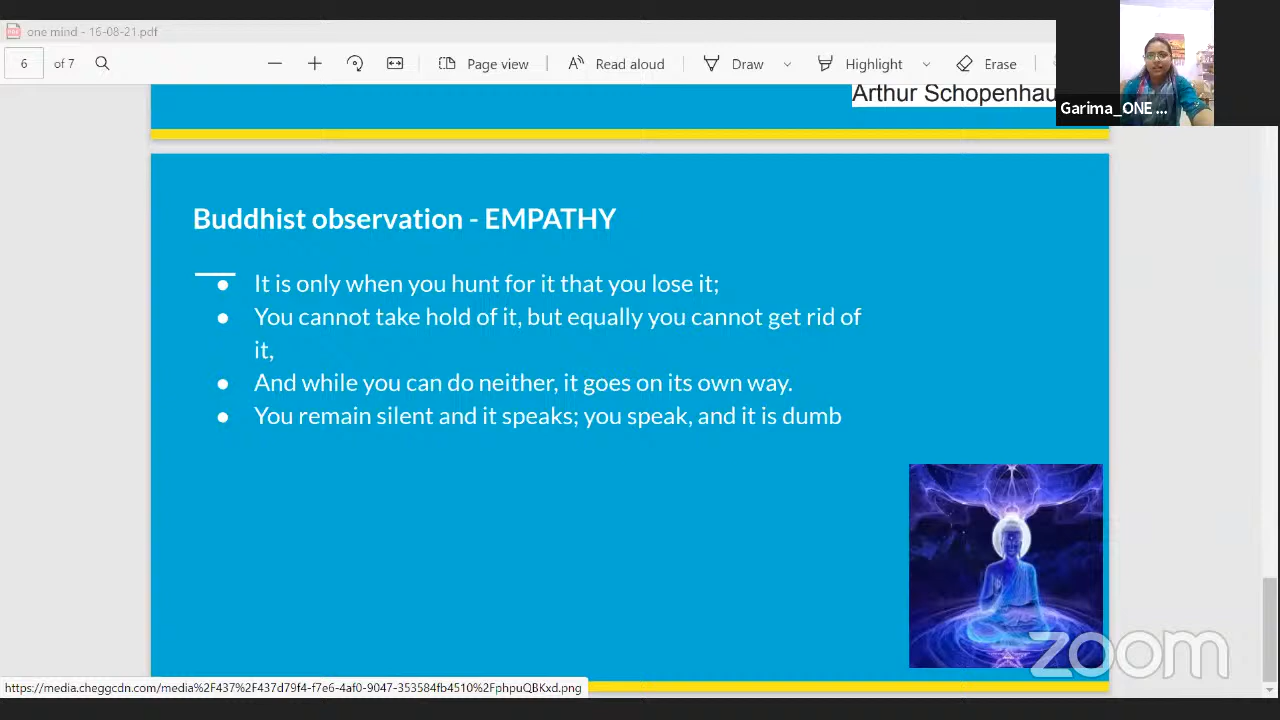 one mind - 16-08-21.pdf
6 of 7 Page view Read aloud Draw Highlight Erase
Arthur Schopenhau
Garima_ONE ...
Buddhist observation - EMPATHY
● It is only when you hunt for it that you lose it;
● You cannot take hold of it, but equally you cannot get rid of
it,
● And while you can do neither, it goes on its own way.
● You remain silent and it speaks; you speak, and it is dumb
zoom
https://media.cheggcdn.com/media%2F437%2F437d79f4-f7e6-4af0-9047-353584fb4510%2FphpuQBKxd.png